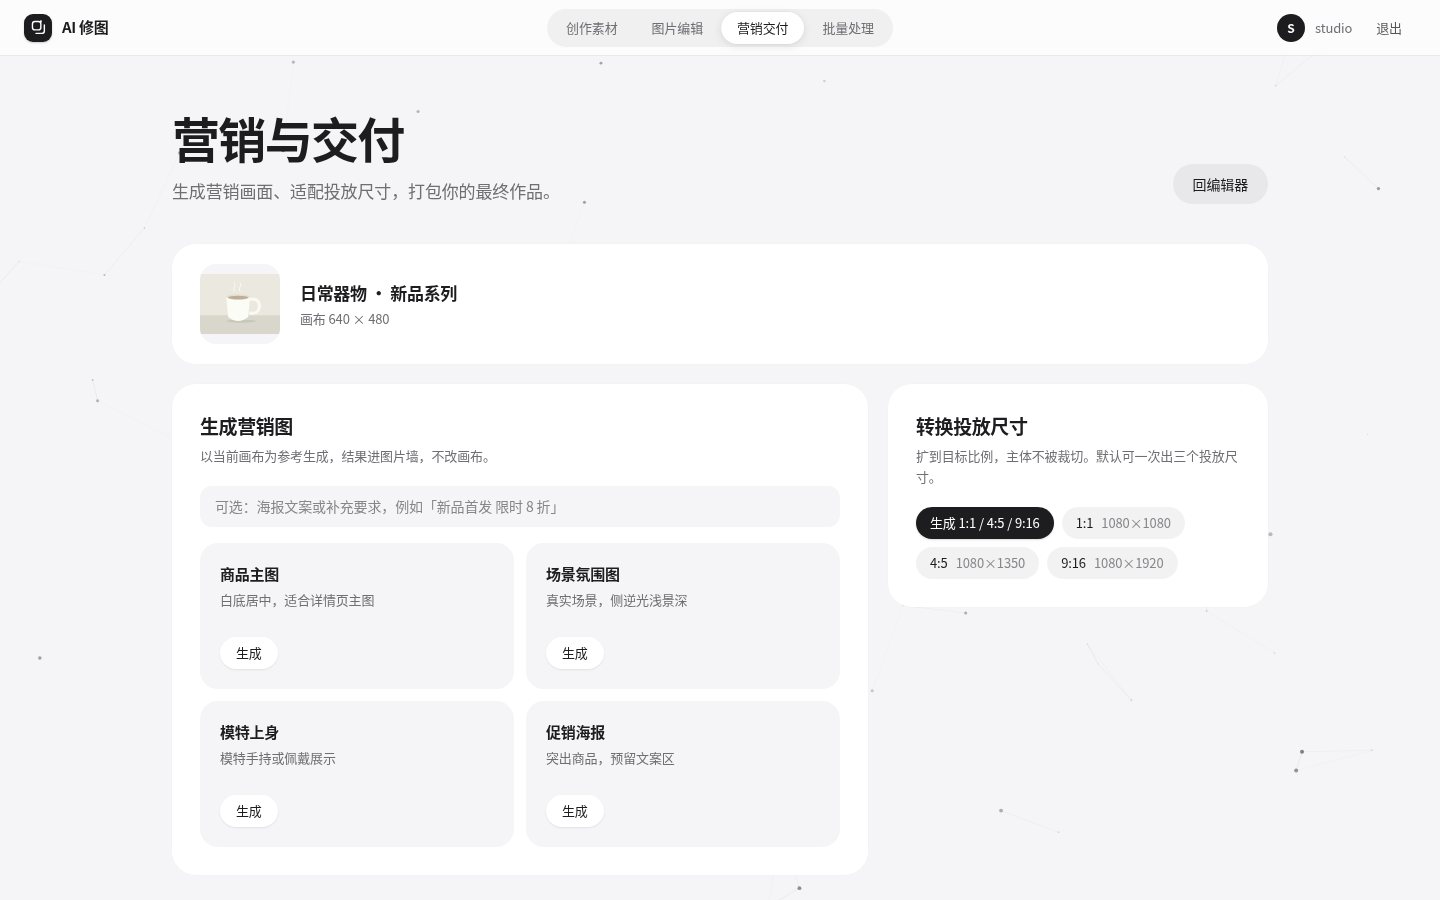 AI 修图
创作素材
图片编辑
营销交付
批量处理
S
studio
退出
营销与交付
生成营销画面、适配投放尺寸，打包你的最终作品。
回编辑器
日常器物 · 新品系列
画布 640 × 480
生成营销图
以当前画布为参考生成，结果进图片墙，不改画布。
可选：海报文案或补充要求，例如「新品首发 限时 8 折」
商品主图
白底居中，适合详情页主图
生成
场景氛围图
真实场景，侧逆光浅景深
生成
模特上身
模特手持或佩戴展示
生成
促销海报
突出商品，预留文案区
生成
转换投放尺寸
扩到目标比例，主体不被裁切。默认可一次出三个投放尺
寸。
生成 1:1 / 4:5 / 9:16
1:1 1080×1080
4:5 1080×1350
9:16 1080×1920